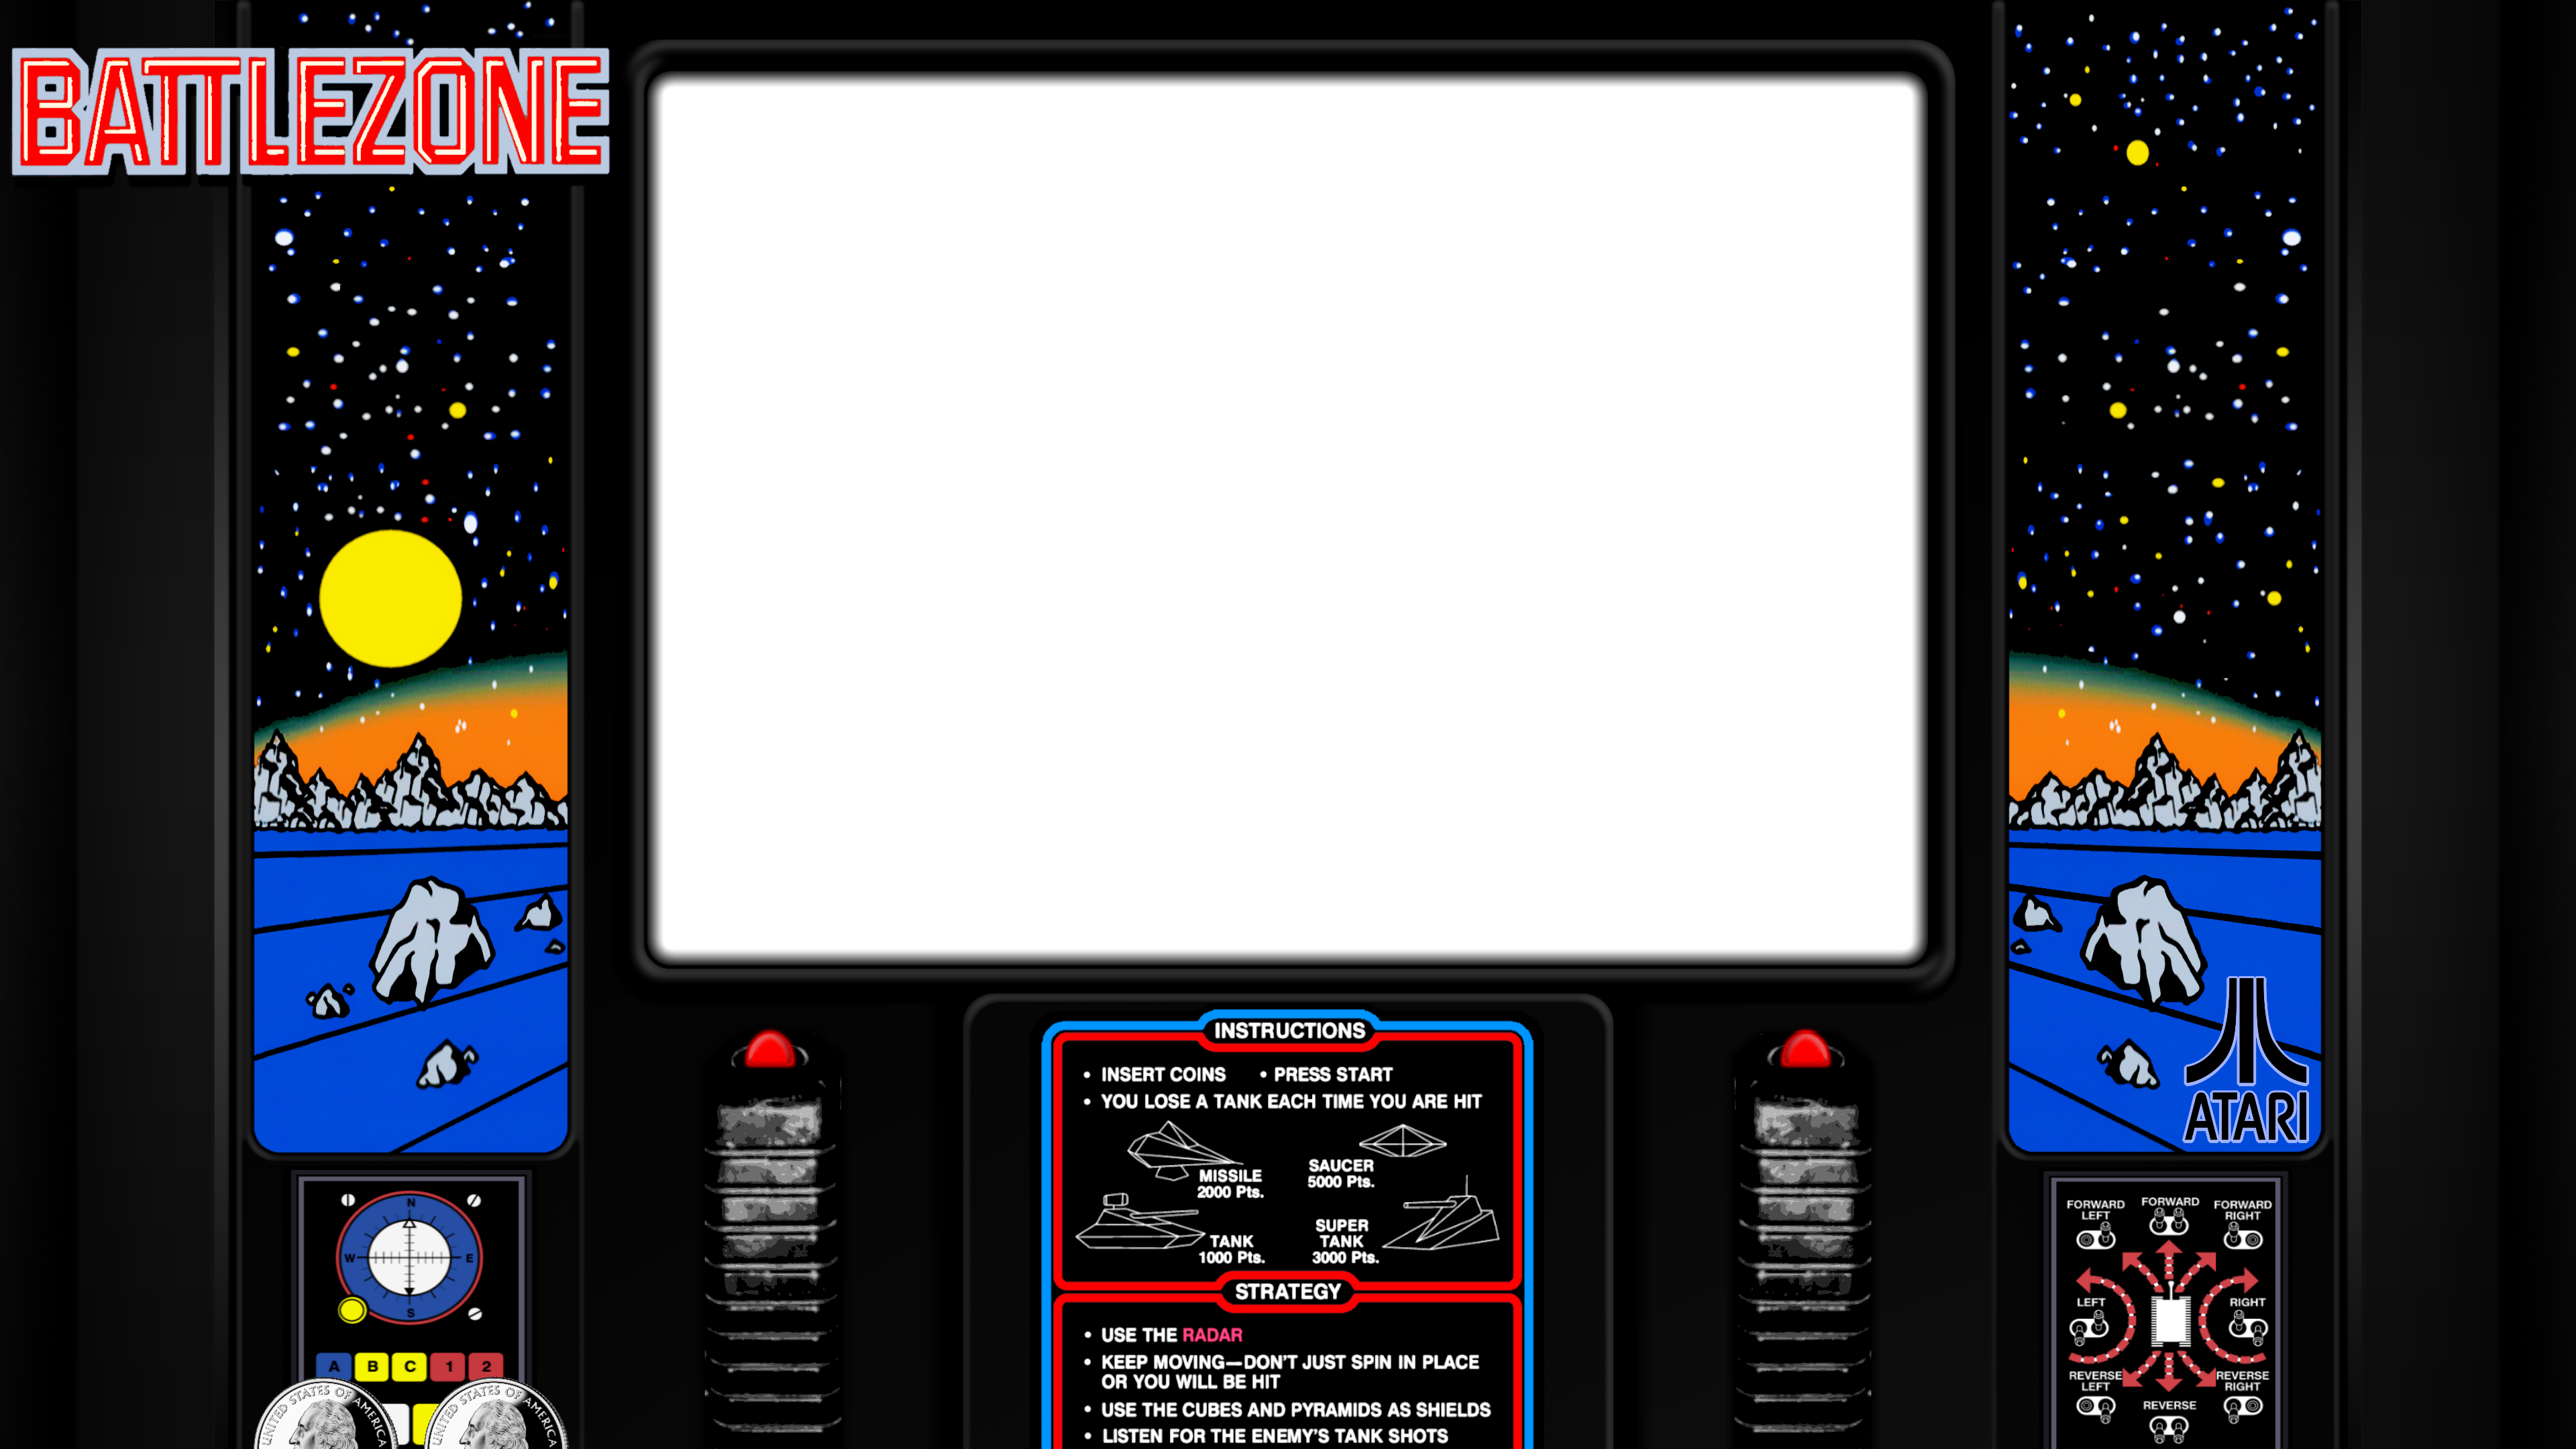 BATTLEZONE
INSTRUCTIONS
• INSERT COINS • PRESS START
• YOU LOSE A TANK EACH TIME YOU ARE HIT
MISSILE
2000 Pts.
SAUCER
5000 Pts.
TANK
1000 Pts.
SUPER
TANK
3000 Pts.
STRATEGY
• USE THE RADAR
• KEEP MOVING—DON'T JUST SPIN IN PLACE
OR YOU WILL BE HIT
• USE THE CUBES AND PYRAMIDS AS SHIELDS
• LISTEN FOR THE ENEMY'S TANK SHOTS
N
W E
S
A B C 1 2
UNITED STATES OF AMERICA
UNITED STATES OF AMERICA
ATARI
FORWARD
LEFT
FORWARD
FORWARD
RIGHT
LEFT
RIGHT
REVERSE
LEFT
REVERSE
RIGHT
REVERSE